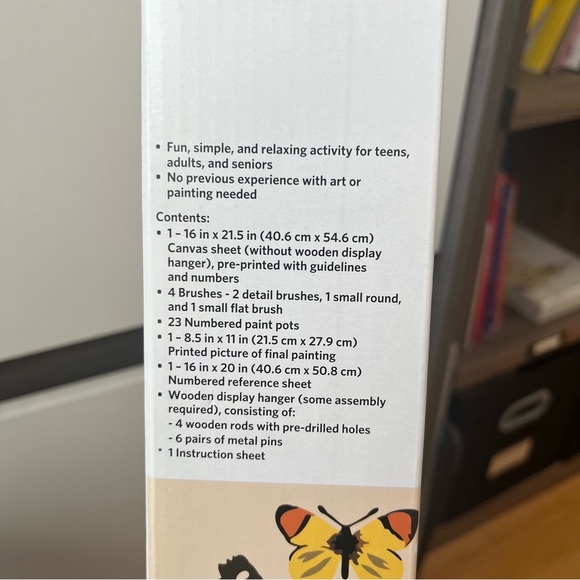 ▪ Fun, simple, and relaxing activity for teens,
adults, and seniors
▪ No previous experience with art or
painting needed
Contents:
▪ 1 – 16 in x 21.5 in (40.6 cm x 54.6 cm)
Canvas sheet (without wooden display
hanger), pre-printed with guidelines
and numbers
▪ 4 Brushes - 2 detail brushes, 1 small round,
and 1 small flat brush
▪ 23 Numbered paint pots
▪ 1 – 8.5 in x 11 in (21.5 cm x 27.9 cm)
Printed picture of final painting
▪ 1 – 16 in x 20 in (40.6 cm x 50.8 cm)
Numbered reference sheet
▪ Wooden display hanger (some assembly
required), consisting of:
- 4 wooden rods with pre-drilled holes
- 6 pairs of metal pins
* 1 Instruction sheet